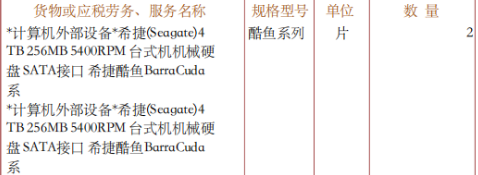 货物或应税劳务、服务名称 规格型号 单位 数 量
*计算机外部设备*希捷(Seagate)4 酷鱼系列 片 2
TB 256MB 5400RPM 台式机机械硬
盘 SATA接口 希捷酷鱼BarraCuda
系
*计算机外部设备*希捷(Seagate)4
TB 256MB 5400RPM 台式机机械硬
盘 SATA接口 希捷酷鱼BarraCuda
系